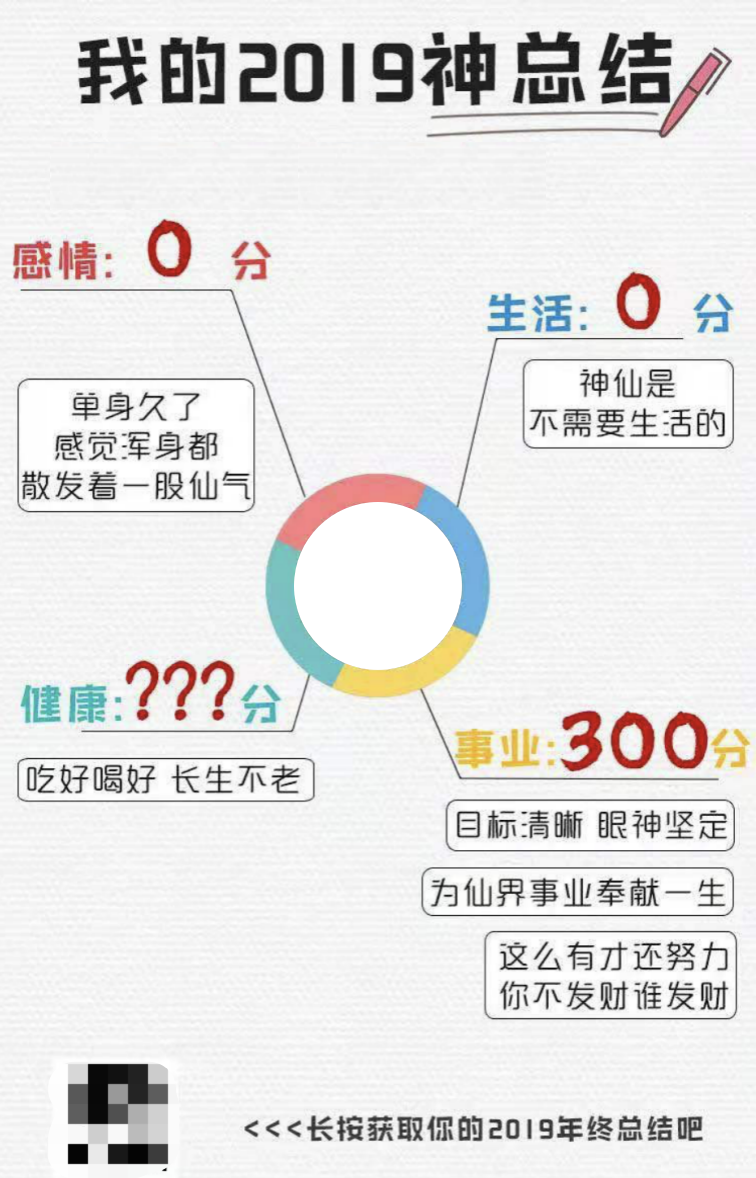 我的2019神总结
感情: 0 分
单身久了
感觉浑身都
散发着一股仙气
生活: 0 分
神仙是
不需要生活的
健康:???分
吃好喝好 长生不老
事业:300分
目标清晰 眼神坚定
为仙界事业奉献一生
这么有才还努力
你不发财谁发财
<<<长按获取你的2019年终总结吧